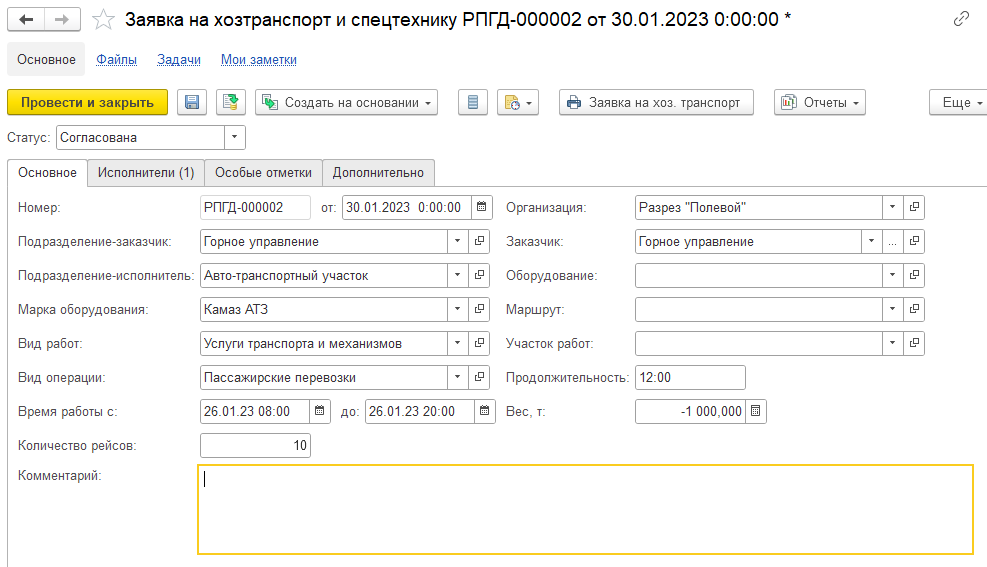 Заявка на хозтранспорт и спецтехнику РПГД-000002 от 30.01.2023 0:00:00 *
Основное Файлы Задачи Мои заметки
Провести и закрыть Создать на основании Заявка на хоз. транспорт Отчеты Еще
Статус: Согласована
Основное Исполнители (1) Особые отметки Дополнительно
Номер: РПГД-000002 от: 30.01.2023 0:00:00 Организация: Разрез "Полевой"
Подразделение-заказчик: Горное управление Заказчик: Горное управление ...
Подразделение-исполнитель: Авто-транспортный участок Оборудование:
Марка оборудования: Камаз АТЗ Маршрут:
Вид работ: Услуги транспорта и механизмов Участок работ:
Вид операции: Пассажирские перевозки Продолжительность: 12:00
Время работы с: 26.01.23 08:00 до: 26.01.23 20:00 Вес, т: -1 000,000
Количество рейсов: 10
Комментарий: